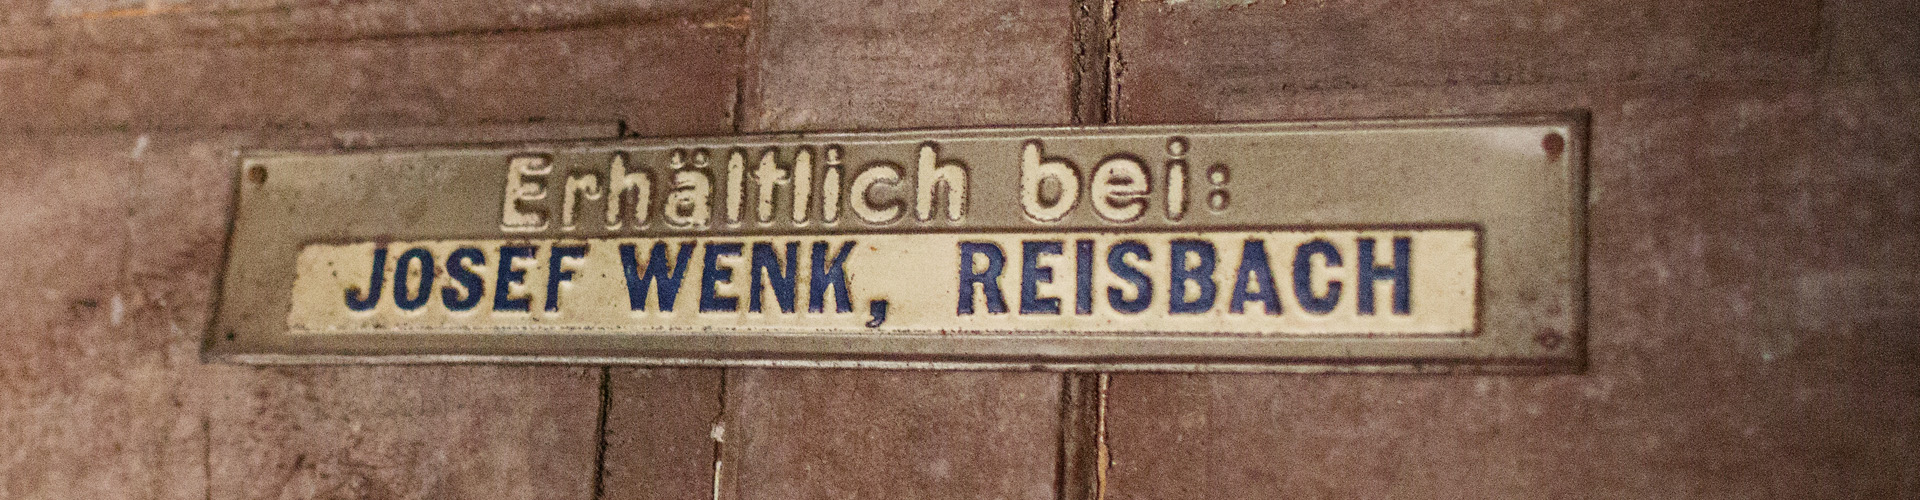 Erhältlich bei:
JOSEF WENK, REISBACH